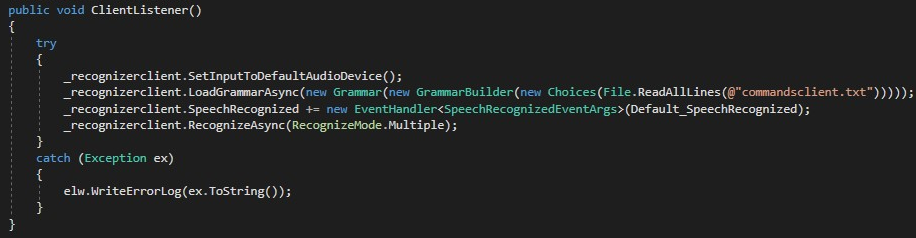 public void ClientListener()
{
try
{
_recognizerclient.SetInputToDefaultAudioDevice();
_recognizerclient.LoadGrammarAsync(new Grammar(new GrammarBuilder(new Choices(File.ReadAllLines(@"commandsclient.txt")))));
_recognizerclient.SpeechRecognized += new EventHandler<SpeechRecognizedEventArgs>(Default_SpeechRecognized);
_recognizerclient.RecognizeAsync(RecognizeMode.Multiple);
}
catch (Exception ex)
{
elw.WriteErrorLog(ex.ToString());
}
}